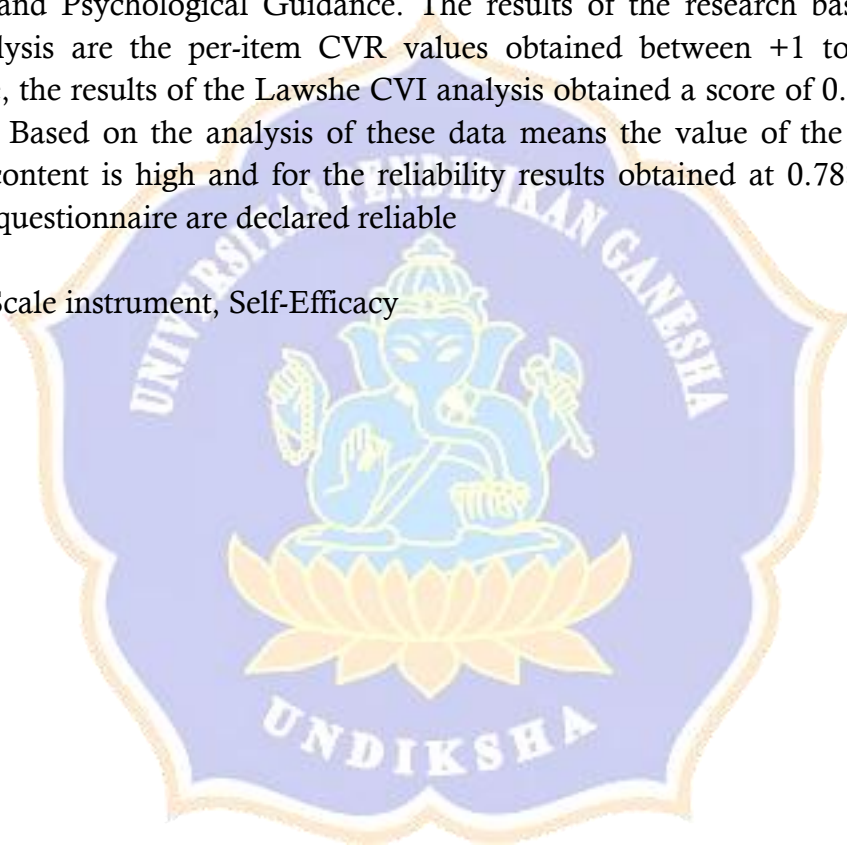 and Psychological Guidance. The results of the research bas
lysis are the per-item CVR values obtained between +1 to
, the results of the Lawshe CVI analysis obtained a score of 0.
Based on the analysis of these data means the value of the
content is high and for the reliability results obtained at 0.78
questionnaire are declared reliable
Scale instrument, Self-Efficacy
UNIVERSITAS PENDIDIKAN GANESHA
UNDIKSHA